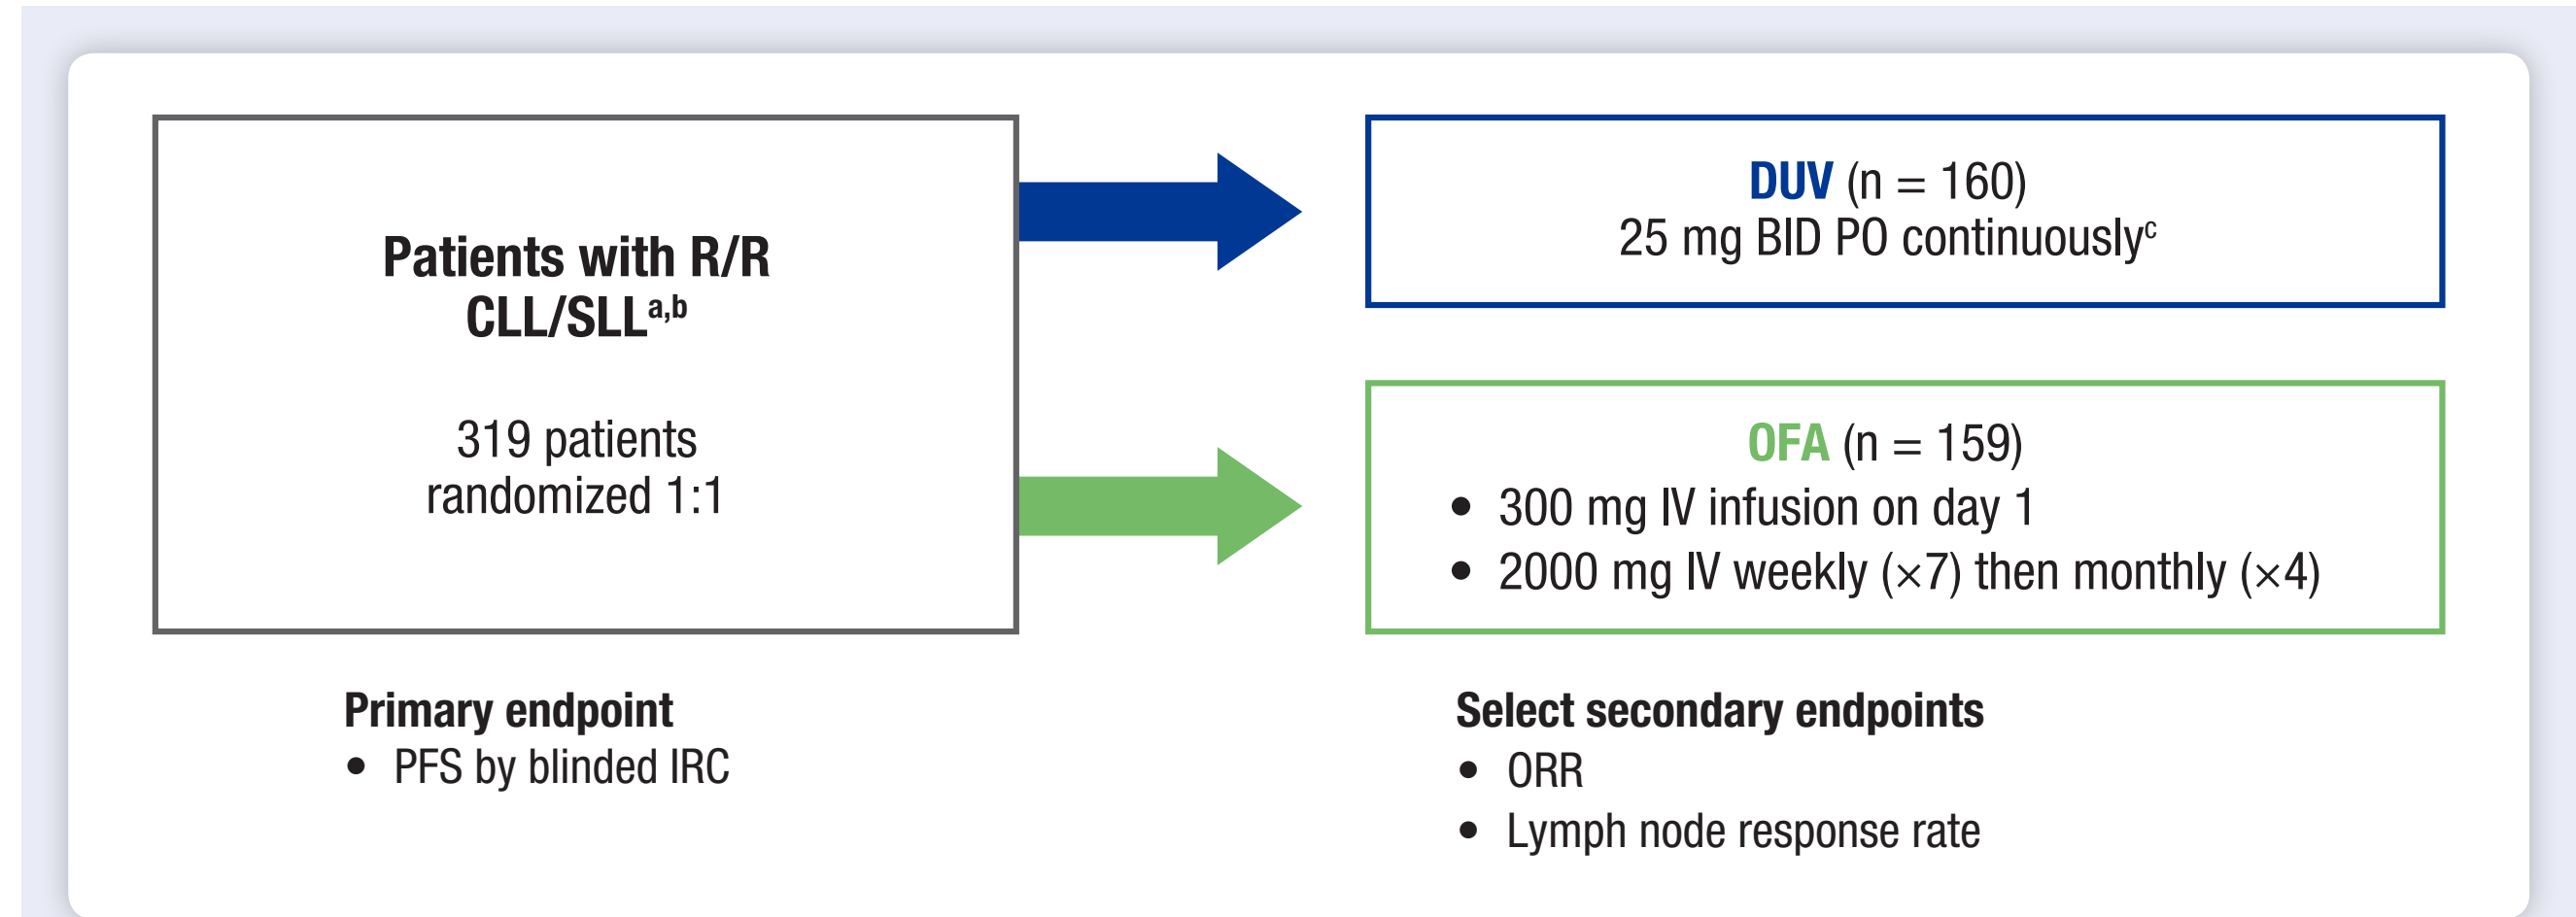 Patients with R/R
CLL/SLLa,b
319 patients
randomized 1:1
DUV (n = 160)
25 mg BID PO continuouslyc
OFA (n = 159)
• 300 mg IV infusion on day 1
• 2000 mg IV weekly (×7) then monthly (×4)
Primary endpoint
• PFS by blinded IRC
Select secondary endpoints
• ORR
• Lymph node response rate